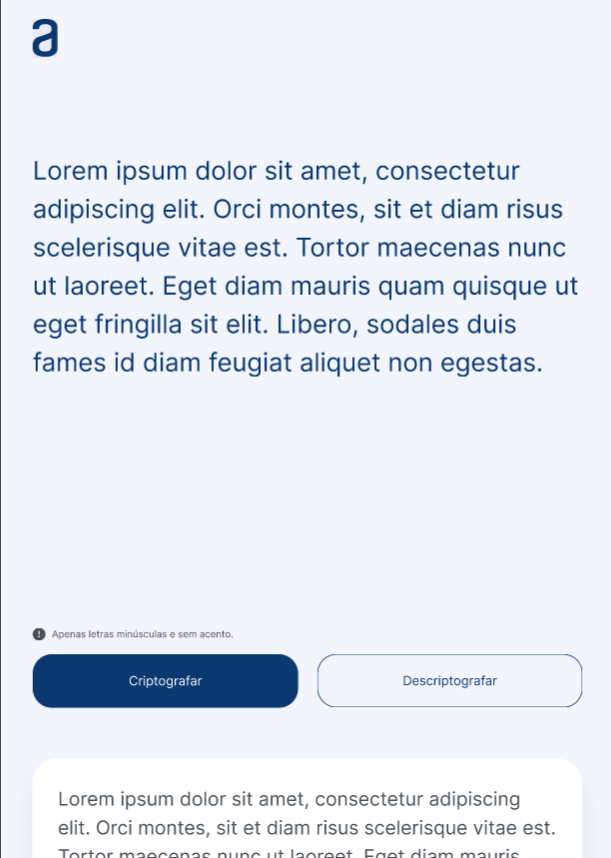 a
Lorem ipsum dolor sit amet, consectetur
adipiscing elit. Orci montes, sit et diam risus
scelerisque vitae est. Tortor maecenas nunc
ut laoreet. Eget diam mauris quam quisque ut
eget fringilla sit elit. Libero, sodales duis
fames id diam feugiat aliquet non egestas.
Apenas letras minúsculas e sem acento.
Criptografar
Descriptografar
Lorem ipsum dolor sit amet, consectetur adipiscing
elit. Orci montes, sit et diam risus scelerisque vitae est.
Tortor maecenas nunc ut laoreet. Eget diam mauris